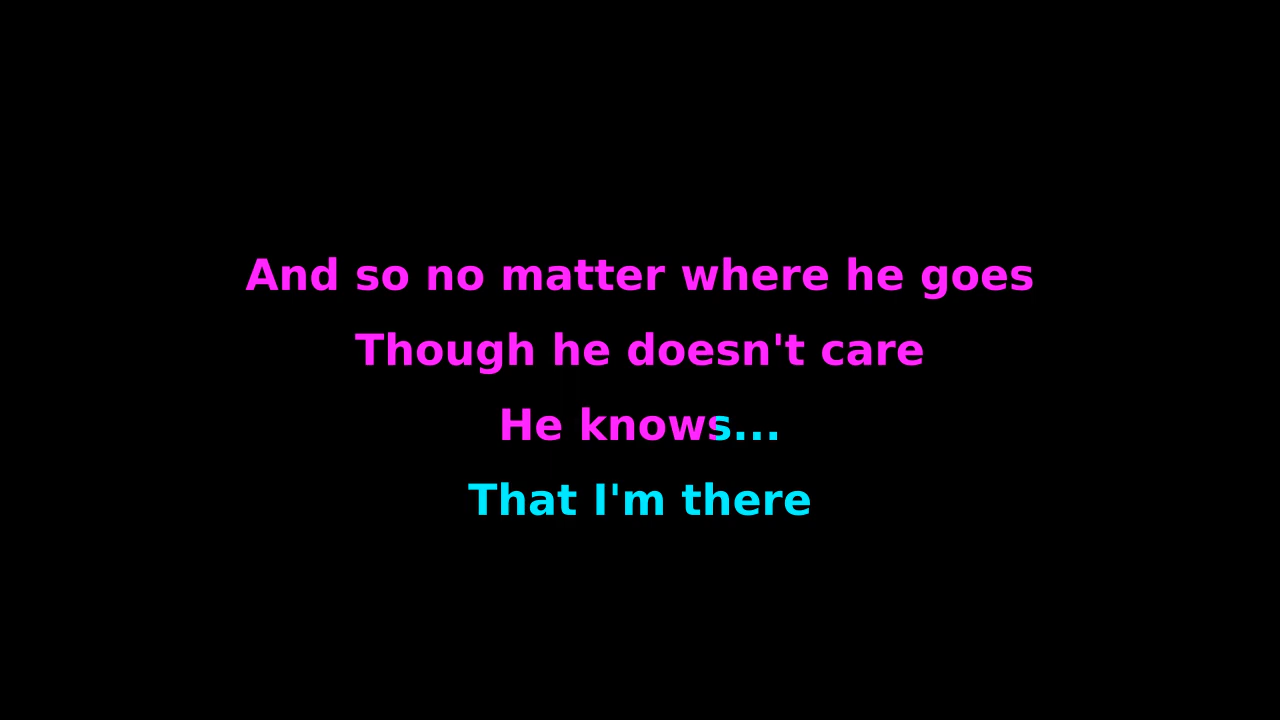 And so no matter where he goes
Though he doesn't care
He knows...
That I'm there